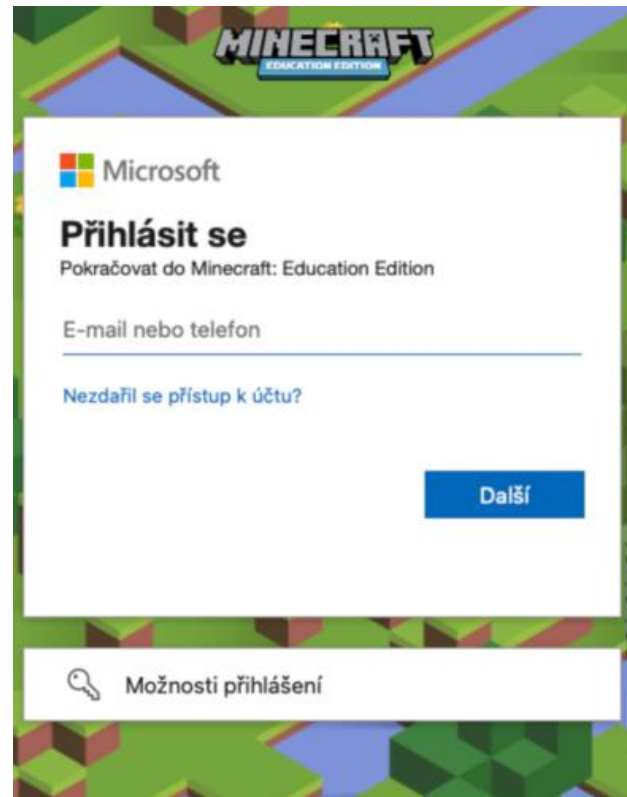 MINECRAFT
EDUCATION EDITION
Microsoft
Přihlásit se
Pokračovat do Minecraft: Education Edition
E-mail nebo telefon
Nezdařil se přístup k účtu?
Další
Možnosti přihlášení